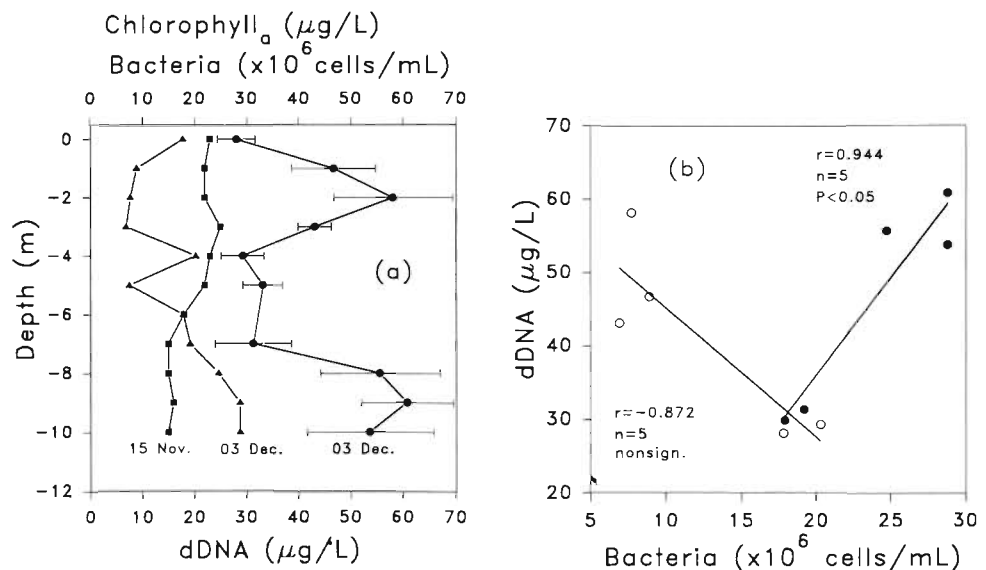 Chlorophyll_a (μg/L)
Bacteria (x10^6 cells/mL)
0 10 20 30 40 50 60 70
Depth (m)
0
-2
-4
-6
-8
-10
-12
(a)
15 Nov. 03 Dec. 03 Dec.
0 10 20 30 40 50 60 70
dDNA (μg/L)
dDNA (μg/L)
70
60
50
40
30
20
(b)
r=0.944
n=5
P<0.05
r=-0.872
n=5
nonsign.
5 10 15 20 25 30
Bacteria (x10^6 cells/mL)